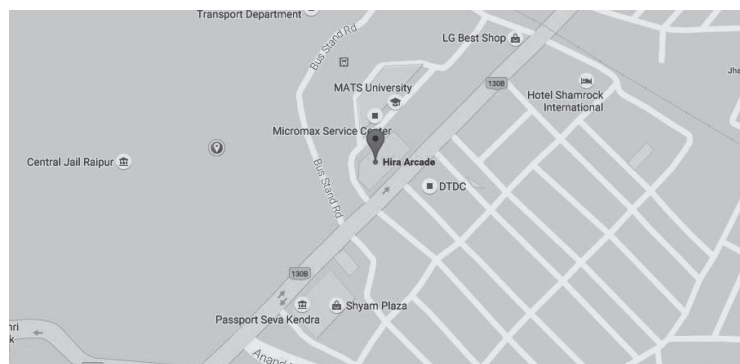 Transport Department
Bus Stand Rd
LG Best Shop
130B
MATS University
Hotel Shamrock
International
Micromax Service Center
Central Jail Raipur
Hira Arcade
DTDC
Bus Stand Rd
130B
Passport Seva Kendra
Shyam Plaza